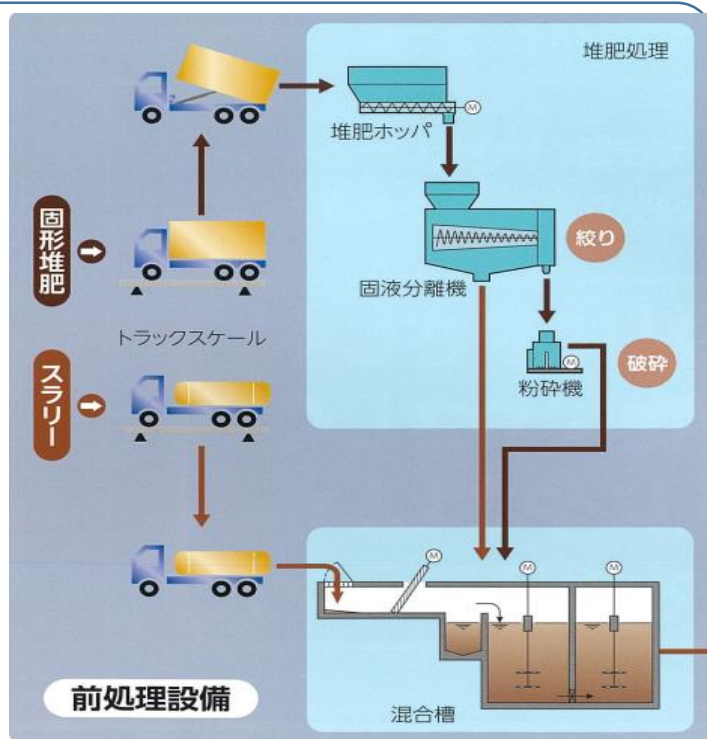 堆肥処理
堆肥ホッパ
M
固形堆肥
絞り
固液分離機
トラックスケール
M
破砕
粉砕機
スラリー
M
M
M
前処理設備
混合槽